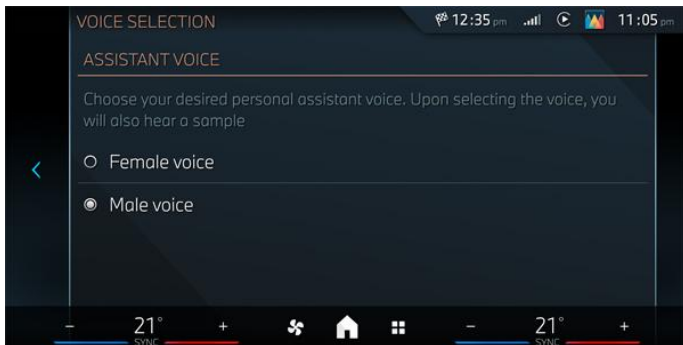 VOICE SELECTION
12:35 pm
11:05 pm
ASSISTANT VOICE
Choose your desired personal assistant voice. Upon selecting the voice, you
will also hear a sample
Female voice
Male voice
- 21° +
- 21° +
SYNC
SYNC